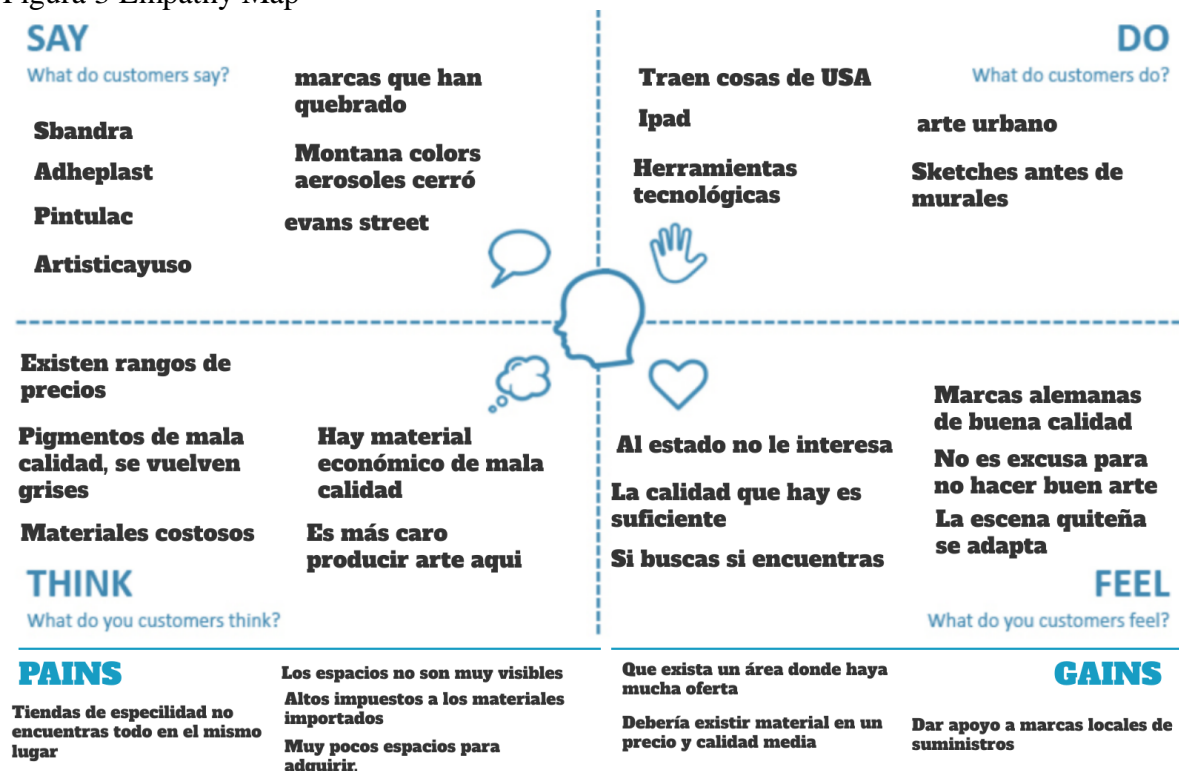 Figura 3 Empathy Map
SAY
What do customers say?
Sbandra
Adheplast
Pintulac
Artisticayuso
marcas que han
quebrado
Montana colors
aerosoles cerró
evans street
DO
What do customers do?
Traen cosas de USA
Ipad
Herramientas
tecnológicas
arte urbano
Sketches antes de
murales
Existen rangos de
precios
Pigmentos de mala
calidad, se vuelven
grises
Materiales costosos
Hay material
económico de mala
calidad
Es más caro
producir arte aqui
THINK
What do you customers think?
Al estado no le interesa
La calidad que hay es
suficiente
Si buscas si encuentras
Marcas alemanas
de buena calidad
No es excusa para
no hacer buen arte
La escena quiteña
se adapta
FEEL
What do you customers feel?
PAINS
Tiendas de especilidad no
encuentras todo en el mismo
lugar
Los espacios no son muy visibles
Altos impuestos a los materiales
importados
Muy pocos espacios para
adquirir.
GAINS
Que exista un área donde haya
mucha oferta
Debería existir material en un
precio y calidad media
Dar apoyo a marcas locales de
suministros